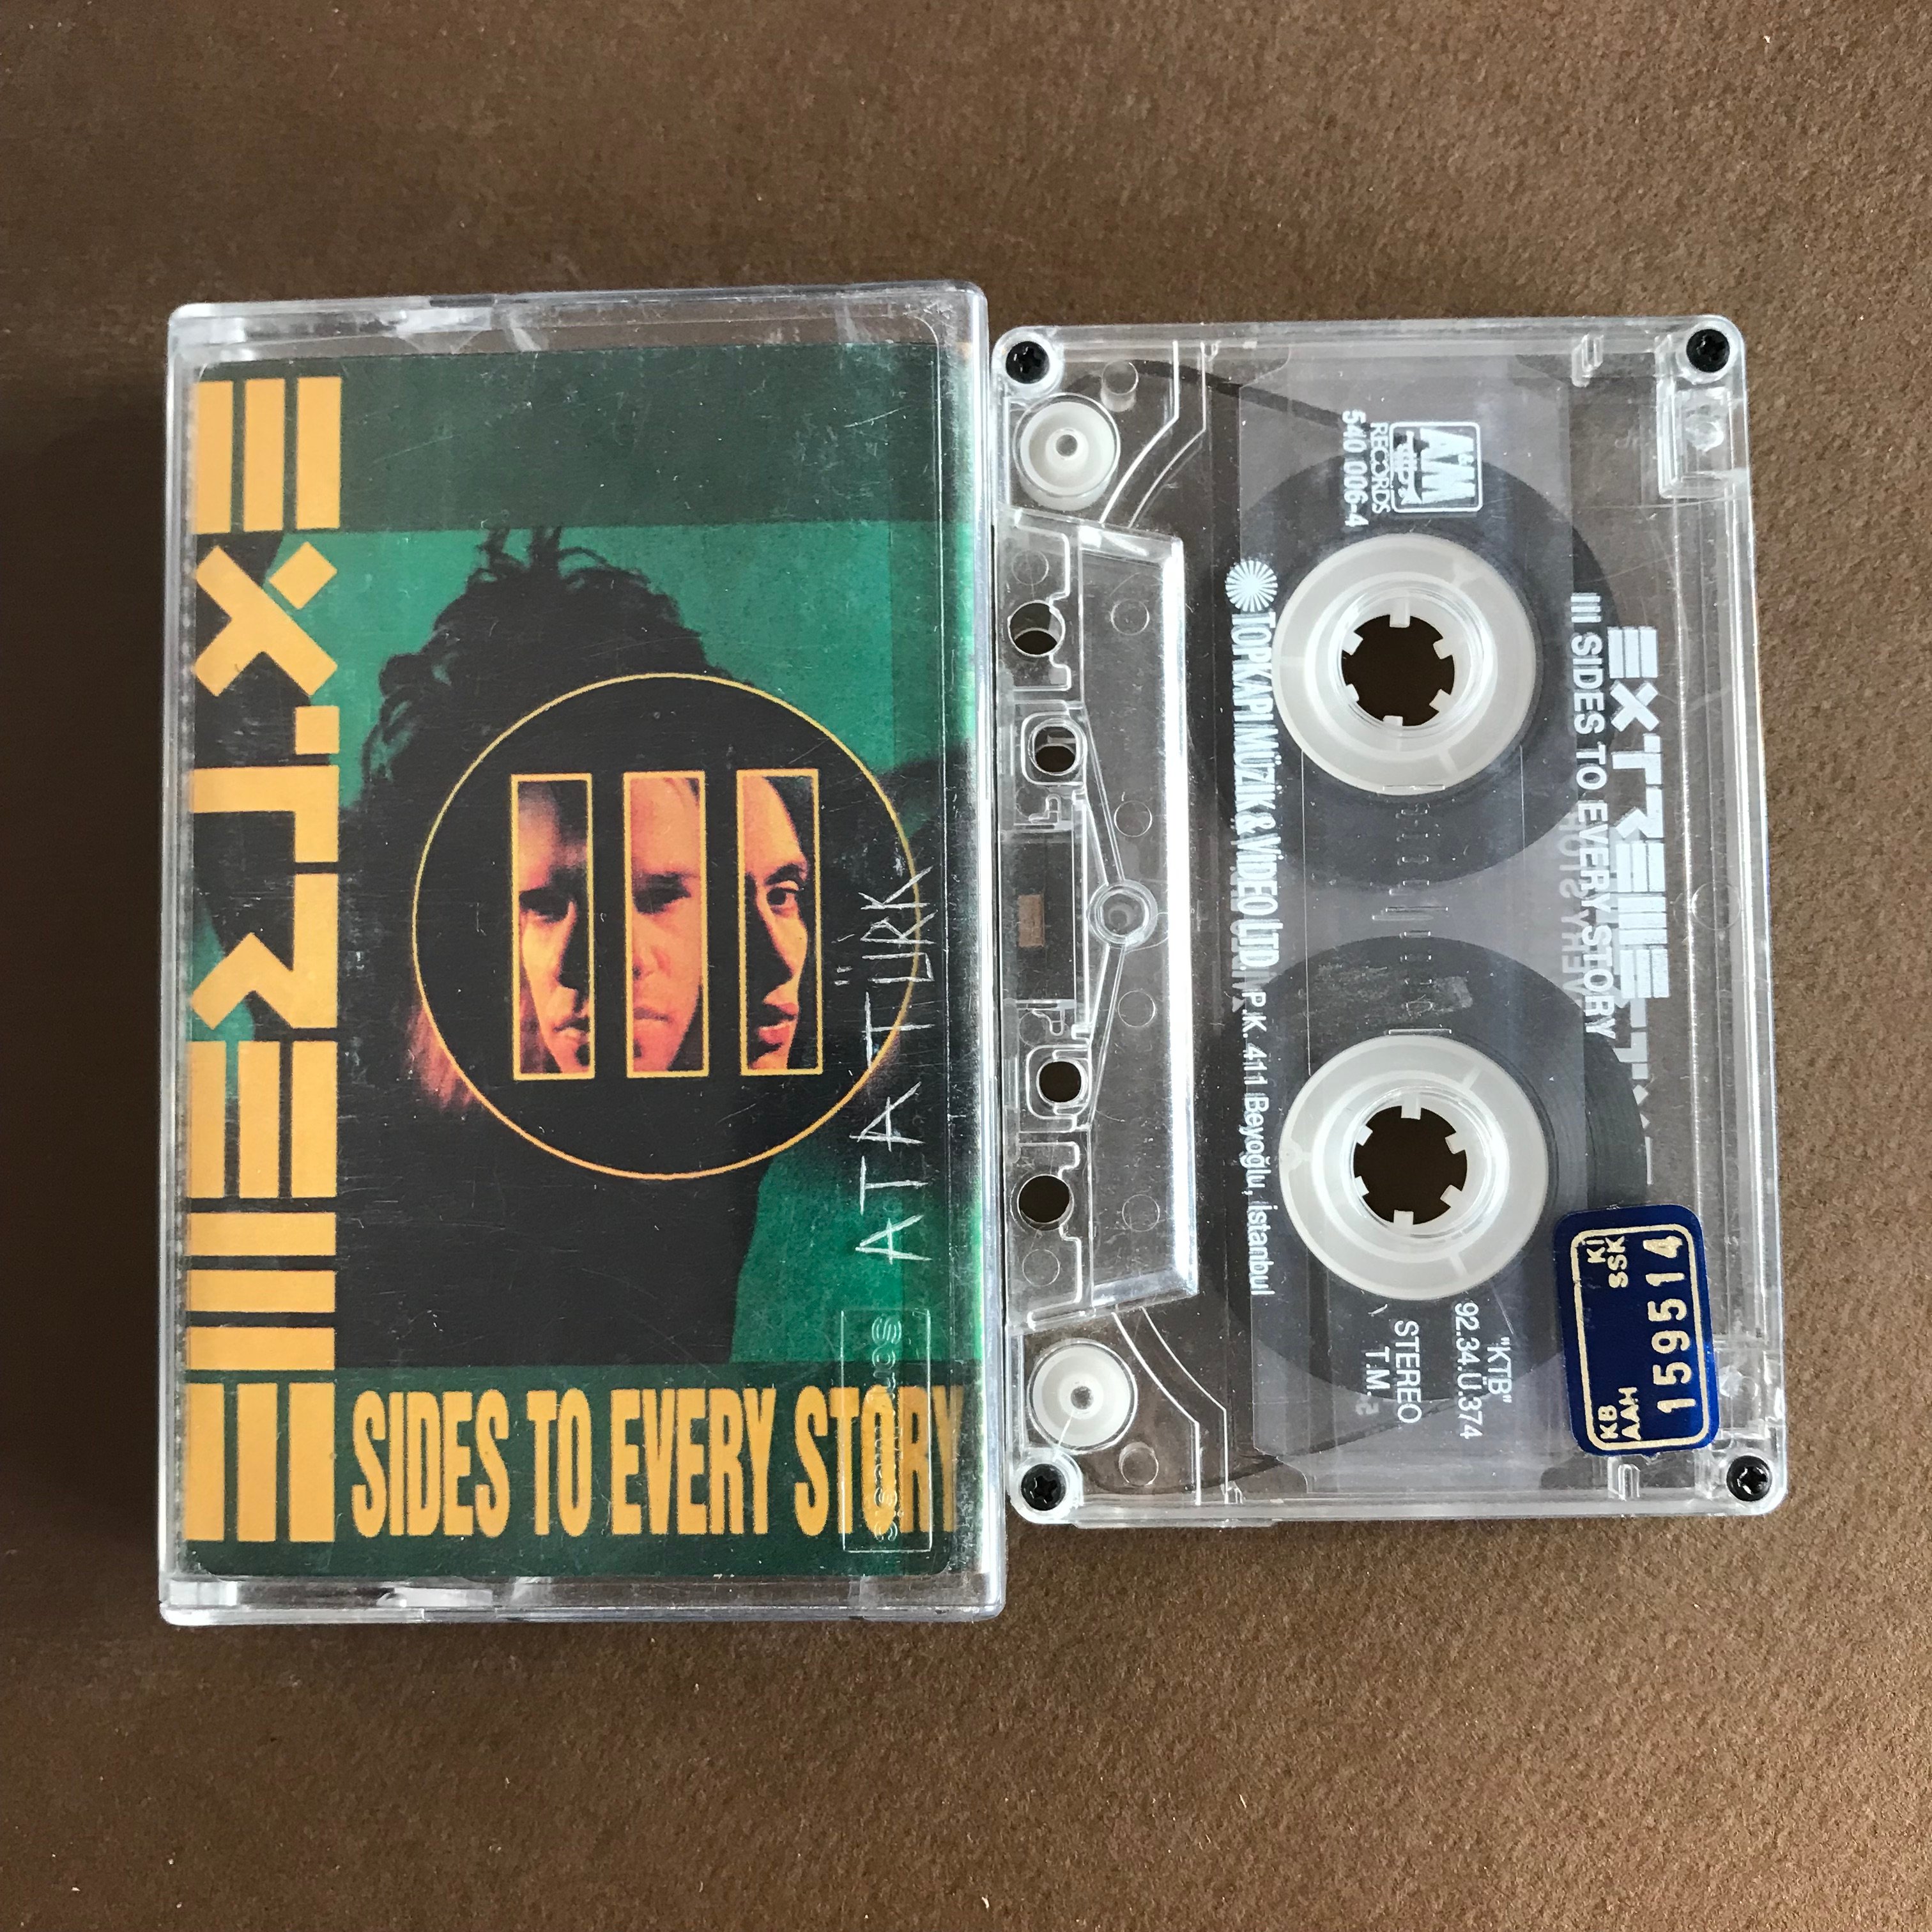 EXTREME
III
SIDES TO EVERY STORY
ATATÜRK
EXTREME
III SIDES TO EVERY STORY
A&M
RECORDS
540 006-4
"KTB"
92.34.U.374
STEREO
T.M.
TOPKAPI MÜZİK & VİDEO LTD. P.K. 411 Beyoğlu, İstanbul
Kİ
SSK
KB
AAH
159514